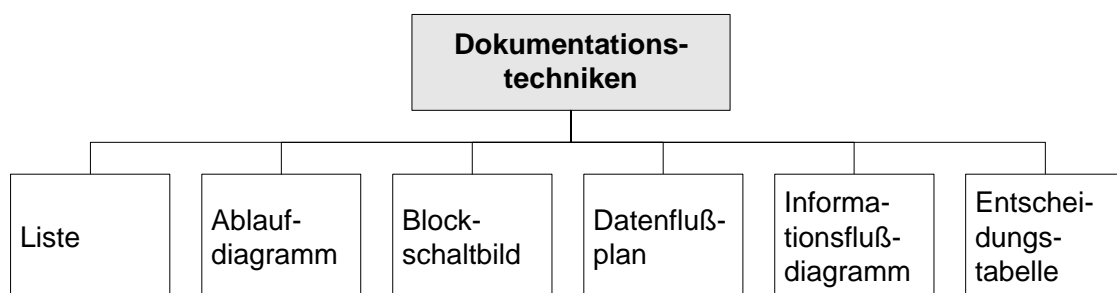 Dokumentations-
techniken
Liste
Ablauf-
diagramm
Block-
schaltbild
Datenfluß-
plan
Informa-
tionsfluß-
diagramm
Entschei-
dungs-
tabelle